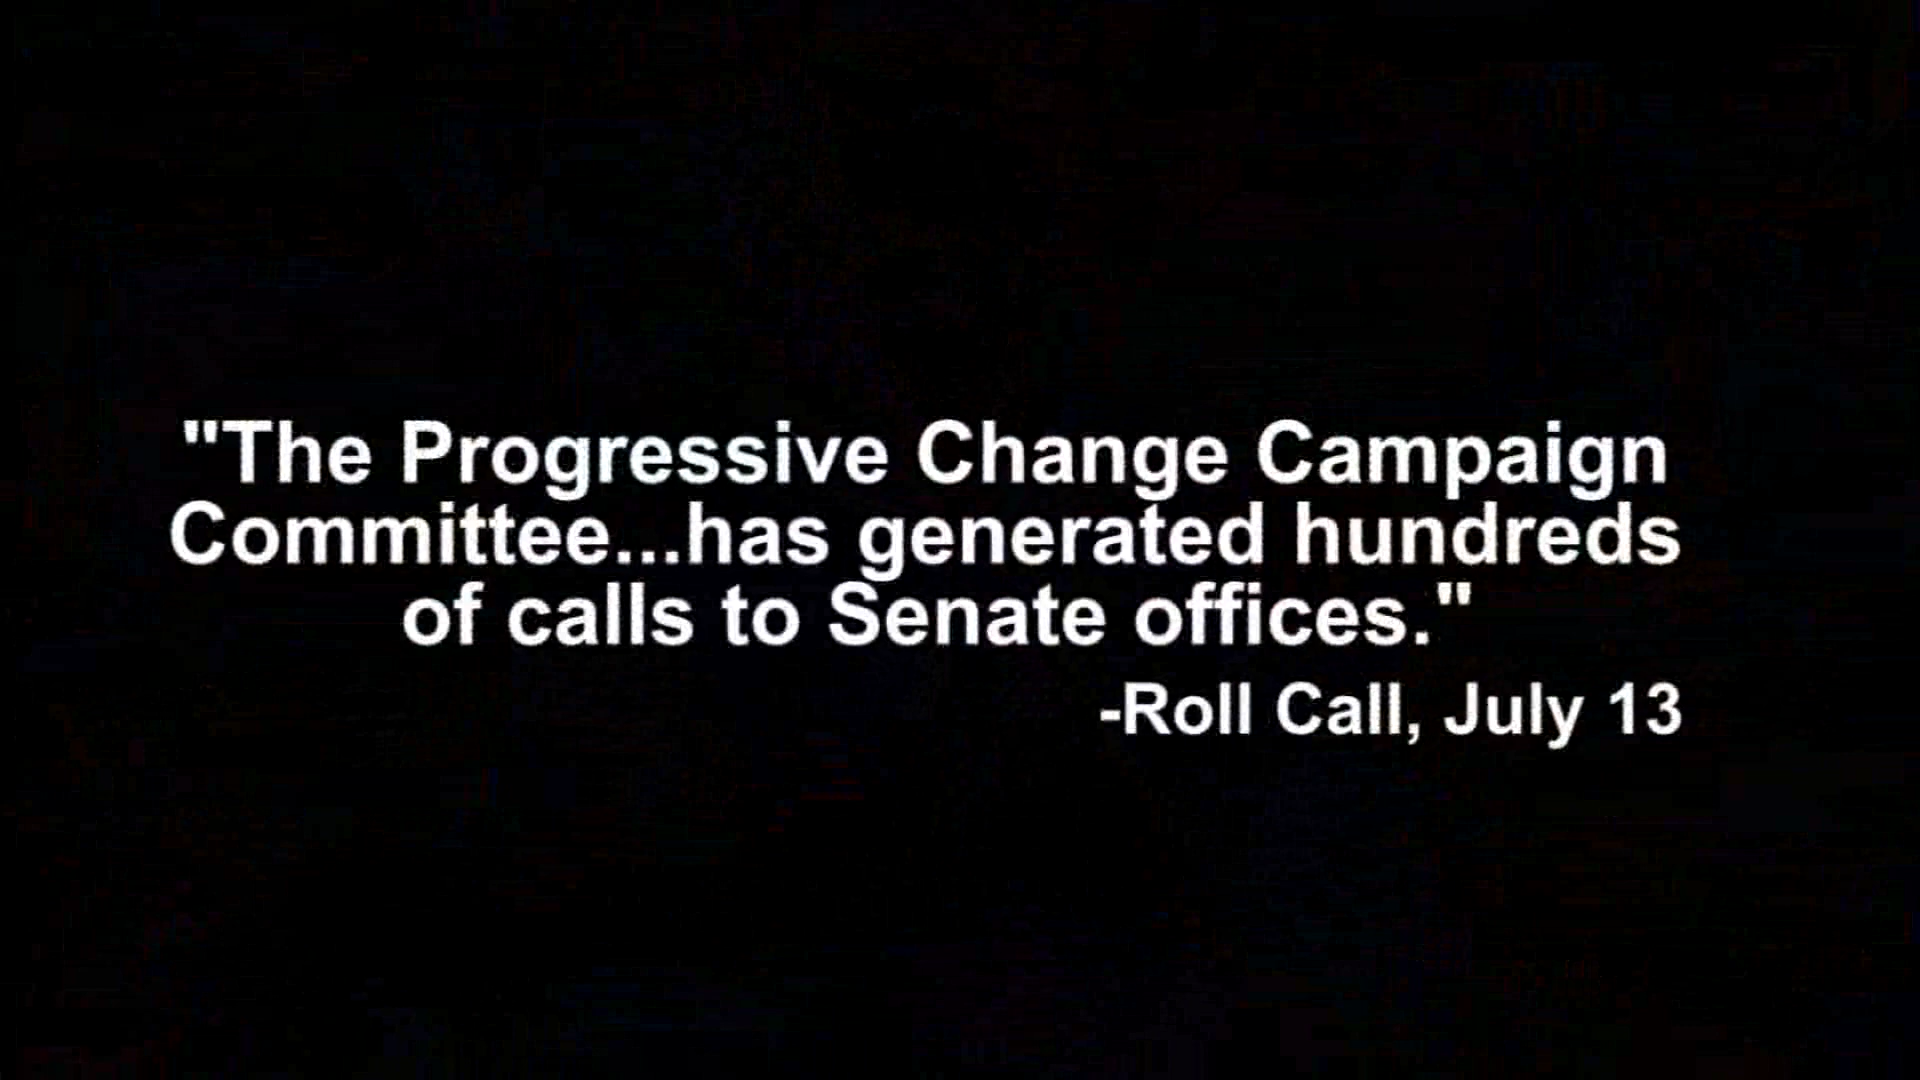 "The Progressive Change Campaign
Committee...has generated hundreds
of calls to Senate offices."
-Roll Call, July 13